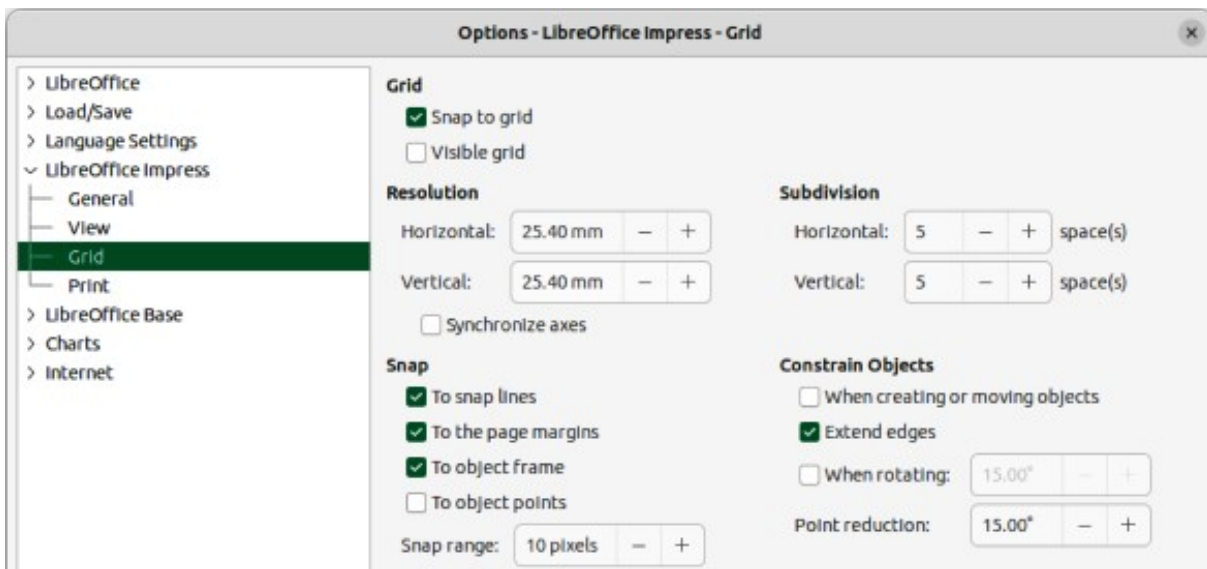 Options - LibreOffice Impress - Grid
LibreOffice
Load/Save
Language Settings
LibreOffice Impress
General
View
Grid
Print
LibreOffice Base
Charts
Internet
Grid
Snap to grid
Visible grid
Resolution
Horizontal: 25.40 mm − +
Vertical: 25.40 mm − +
Synchronize axes
Subdivision
Horizontal: 5 − + space(s)
Vertical: 5 − + space(s)
Snap
To snap lines
To the page margins
To object frame
To object points
Snap range: 10 pixels − +
Constrain Objects
When creating or moving objects
Extend edges
When rotating: 15.00° − +
Point reduction: 15.00° − +